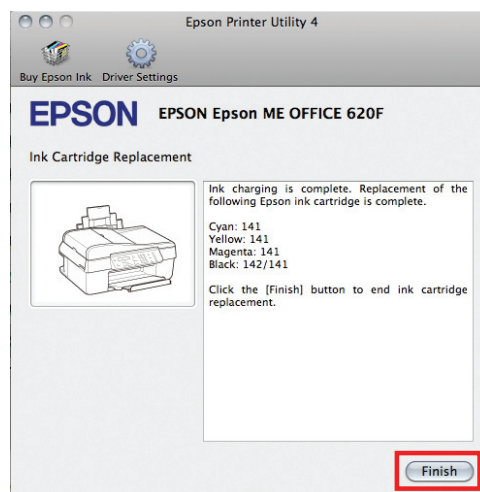 Epson Printer Utility 4
Buy Epson Ink Driver Settings
EPSON EPSON Epson ME OFFICE 620F
Ink Cartridge Replacement
Ink charging is complete. Replacement of the
following Epson ink cartridge is complete.
Cyan: 141
Yellow: 141
Magenta: 141
Black: 142/141
Click the [Finish] button to end ink cartridge
replacement.
Finish